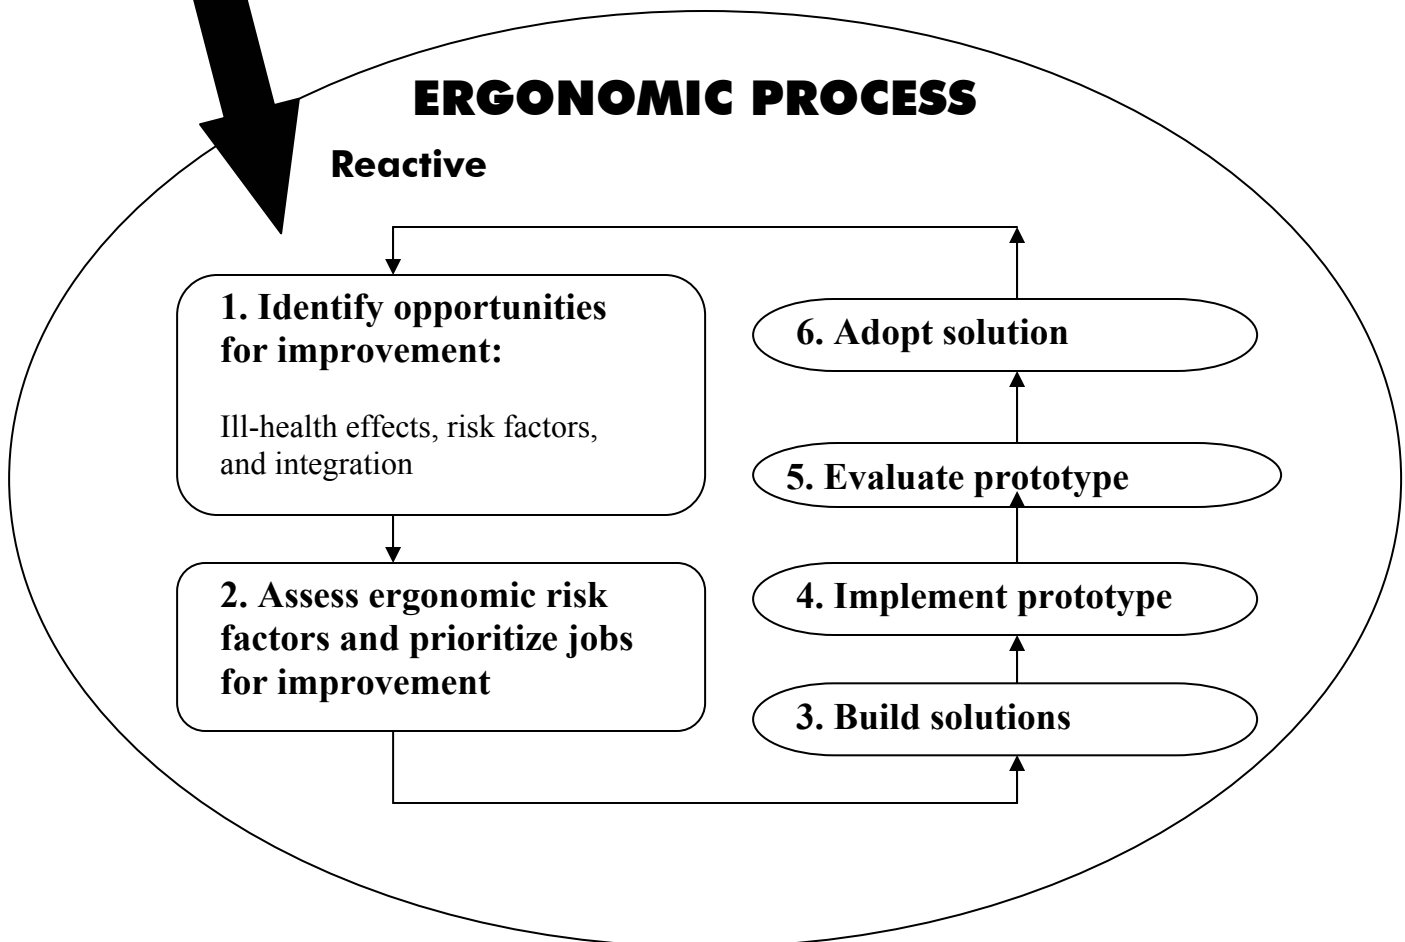 ERGONOMIC PROCESS
Reactive
1. Identify opportunities
for improvement:
Ill-health effects, risk factors,
and integration
2. Assess ergonomic risk
factors and prioritize jobs
for improvement
3. Build solutions
4. Implement prototype
5. Evaluate prototype
6. Adopt solution